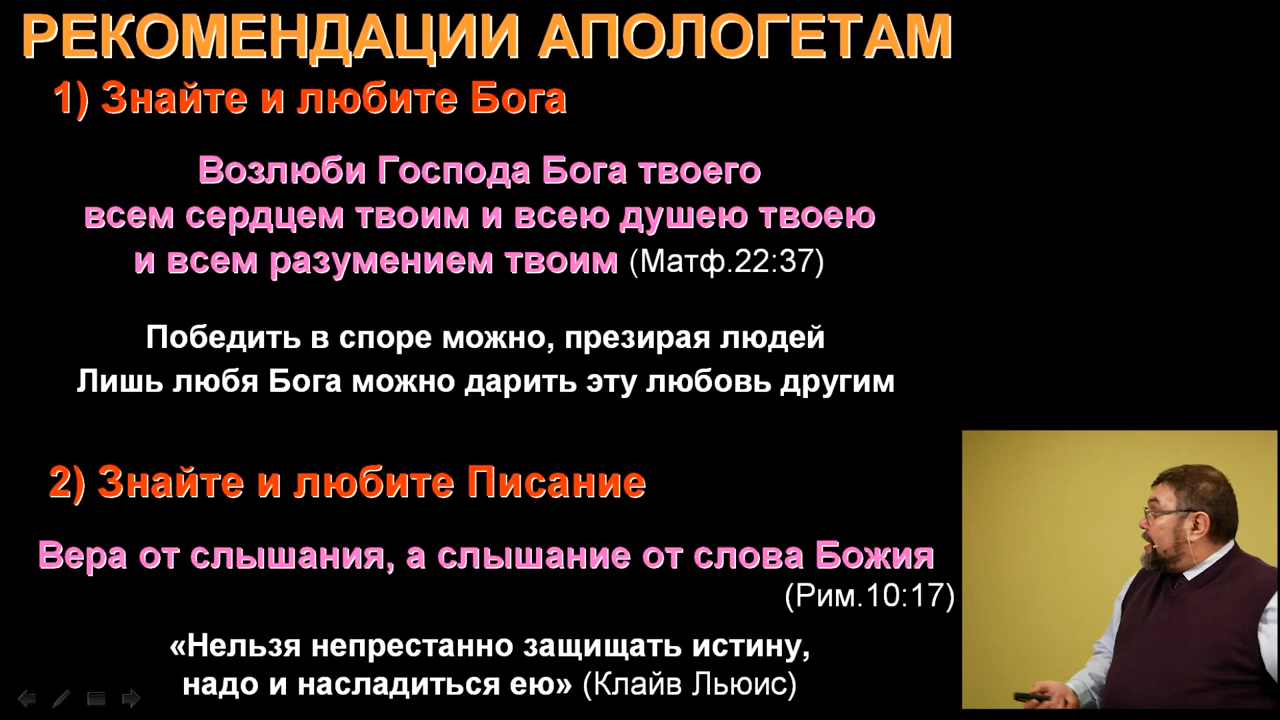 РЕКОМЕНДАЦИИ АПОЛОГЕТАМ
1) Знайте и любите Бога
Возлюби Господа Бога твоего
всем сердцем твоим и всею душею твоею
и всем разумением твоим (Матф.22:37)
Победить в споре можно, презирая людей
Лишь любя Бога можно дарить эту любовь другим
2) Знайте и любите Писание
Вера от слышания, а слышание от слова Божия
(Рим.10:17)
«Нельзя непрестанно защищать истину,
надо и насладиться ею» (Клайв Льюис)